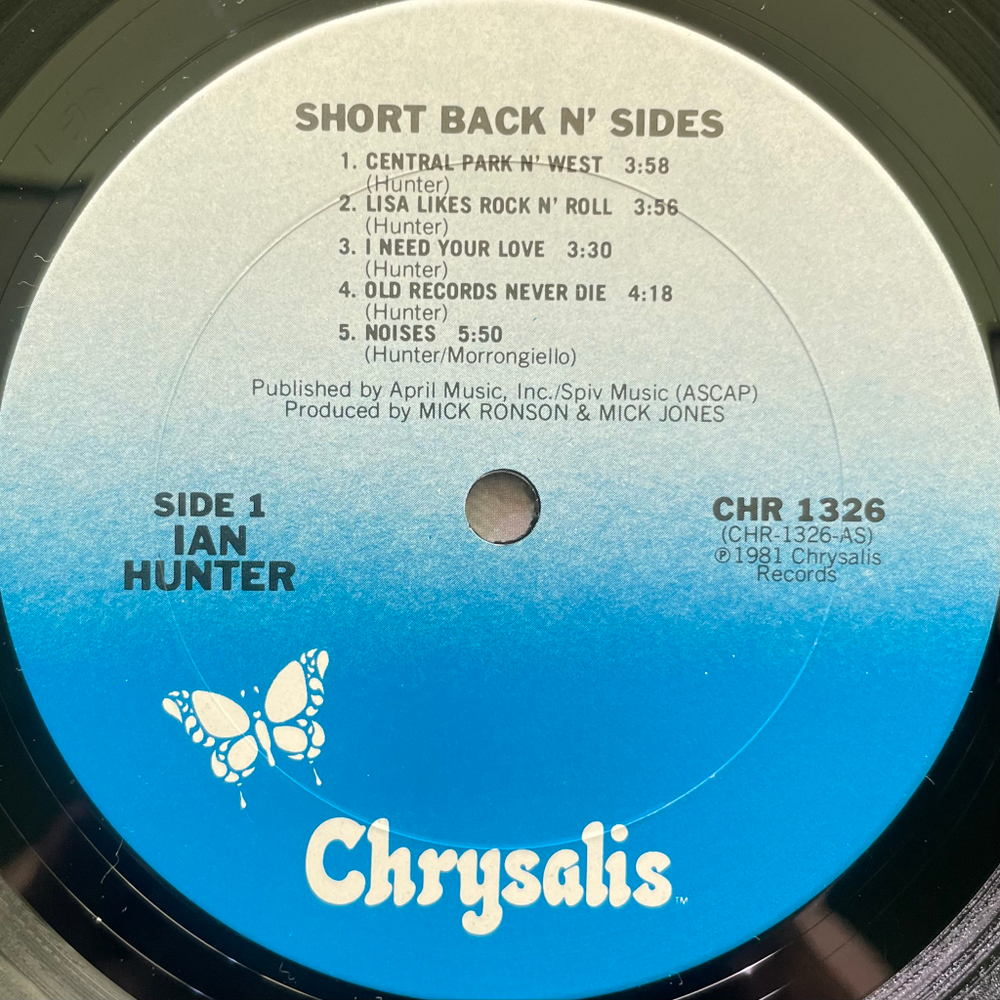 SHORT BACK N' SIDES
1. CENTRAL PARK N' WEST 3:58
(Hunter)
2. LISA LIKES ROCK N' ROLL 3:56
(Hunter)
3. I NEED YOUR LOVE 3:30
(Hunter)
4. OLD RECORDS NEVER DIE 4:18
(Hunter)
5. NOISES 5:50
(Hunter/Morrongiello)
Published by April Music, Inc./Spiv Music (ASCAP)
Produced by MICK RONSON & MICK JONES
SIDE 1
IAN
HUNTER
CHR 1326
(CHR-1326-AS)
℗1981 Chrysalis
Records
Chrysalis™